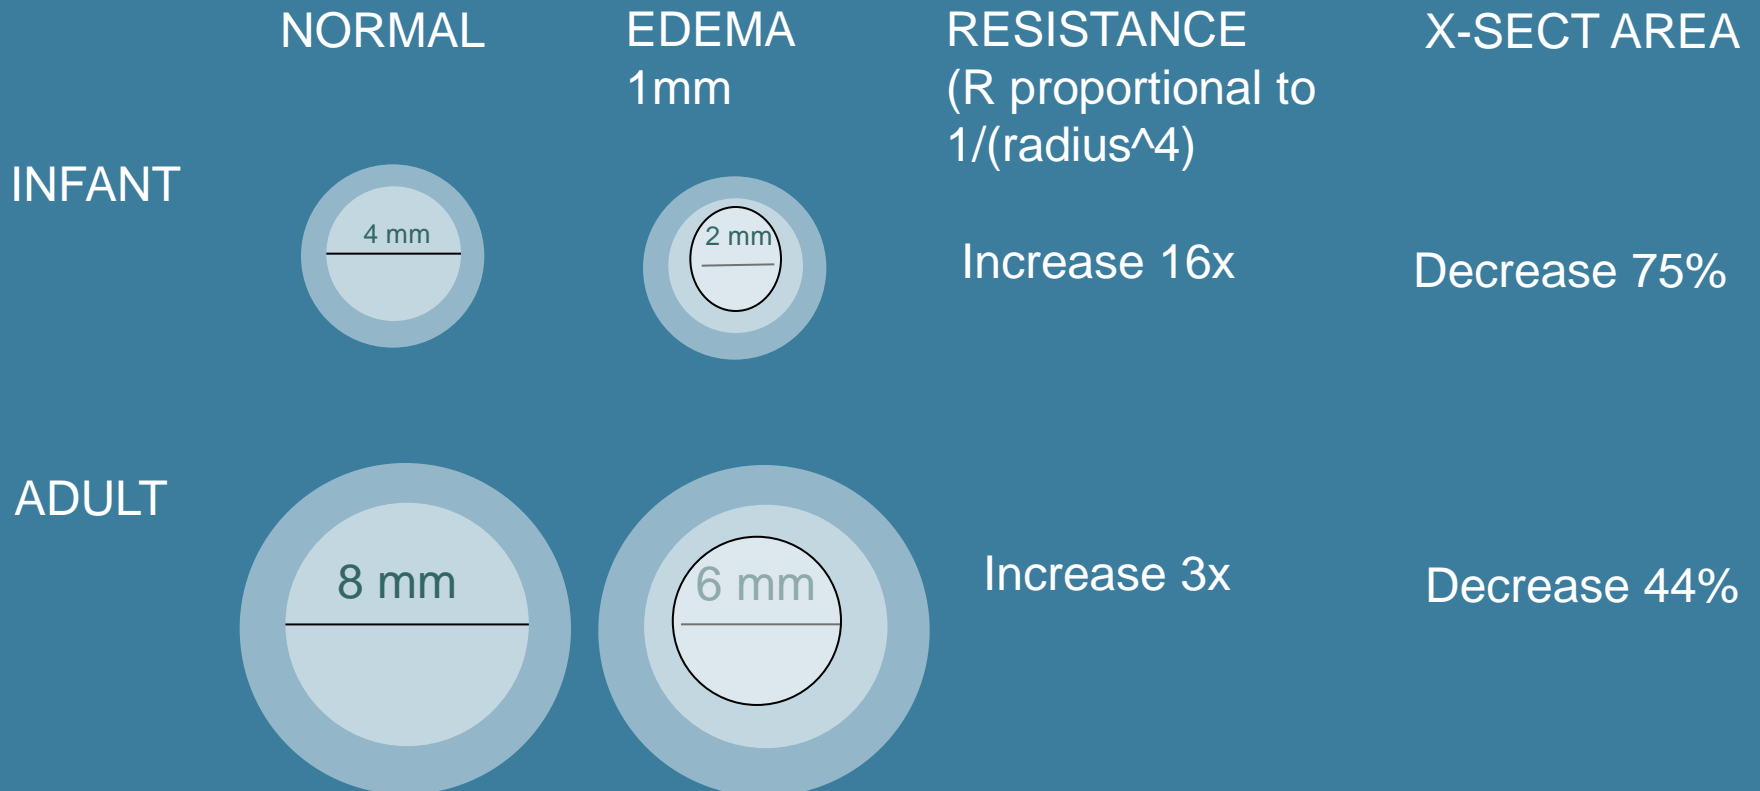 NORMAL
EDEMA
1mm
RESISTANCE
(R proportional to
1/(radius^4)
X-SECT AREA
INFANT
4 mm
2 mm
Increase 16x
Decrease 75%
ADULT
8 mm
6 mm
Increase 3x
Decrease 44%